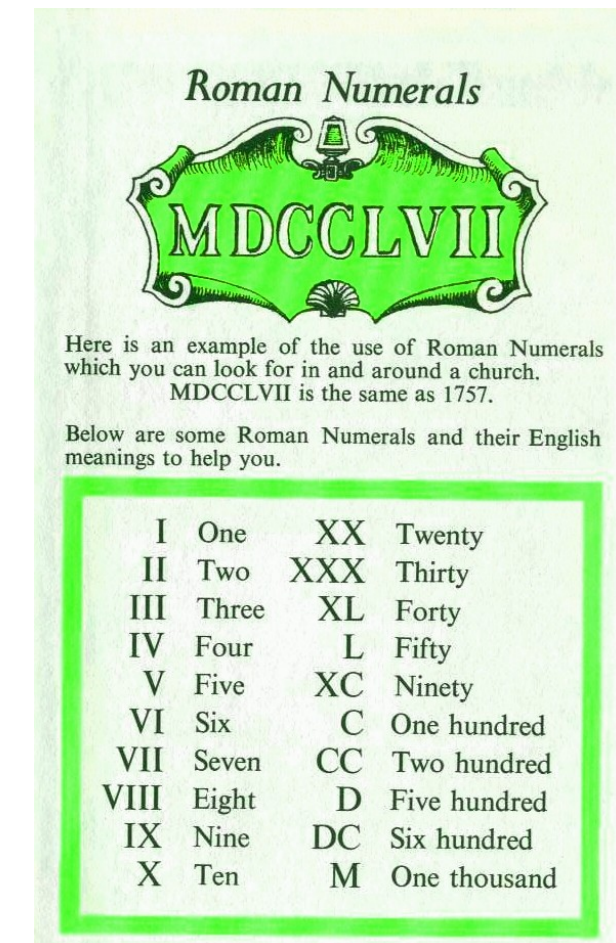 Roman Numerals
MDCCLVII
Here is an example of the use of Roman Numerals
which you can look for in and around a church.
MDCCLVII is the same as 1757.
Below are some Roman Numerals and their English
meanings to help you.
I One XX Twenty
II Two XXX Thirty
III Three XL Forty
IV Four L Fifty
V Five XC Ninety
VI Six C One hundred
VII Seven CC Two hundred
VIII Eight D Five hundred
IX Nine DC Six hundred
X Ten M One thousand